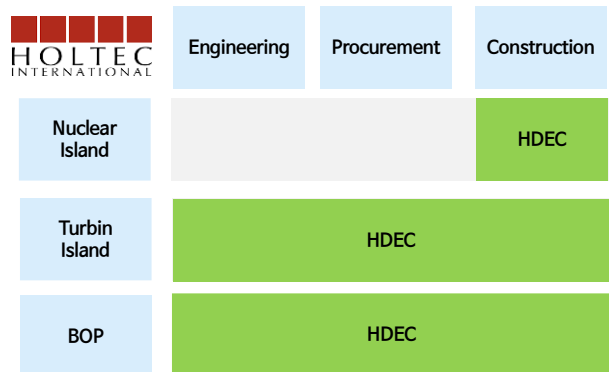 HOLTEC
INTERNATIONAL
Engineering
Procurement
Construction
Nuclear
Island
HDEC
Turbin
Island
HDEC
BOP
HDEC